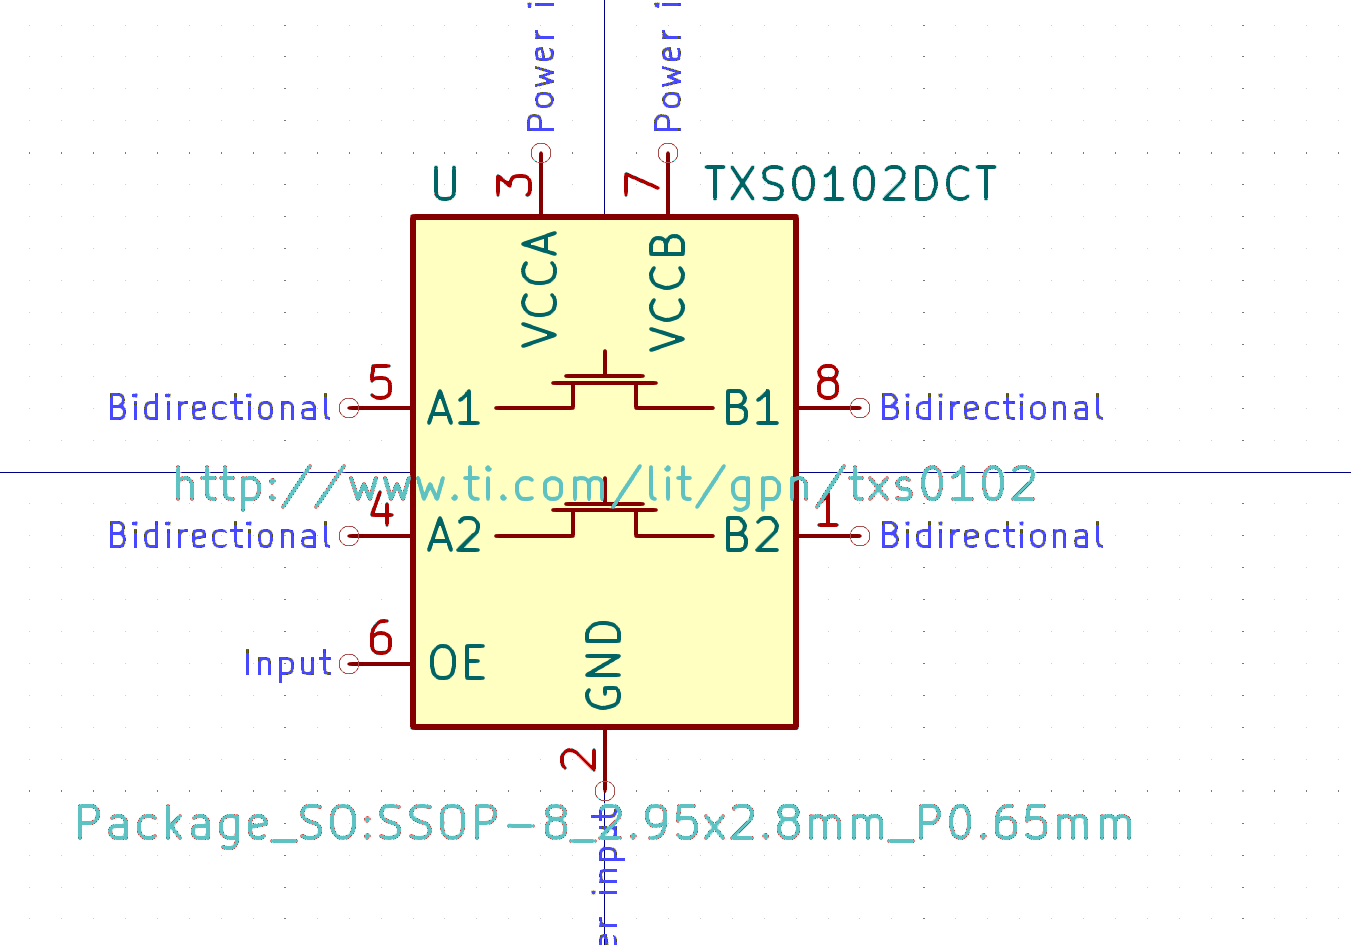 Power i
Power i
U
3
7
TXS0102DCT
VCCA
VCCB
Bidirectional
5
A1
B1
8
Bidirectional
http://www.ti.com/lit/gpn/txs0102
Bidirectional
4
A2
B2
1
Bidirectional
Input
6
OE
GND
2
Package_SO:SSOP-8_2.95x2.8mm_P0.65mm
er input